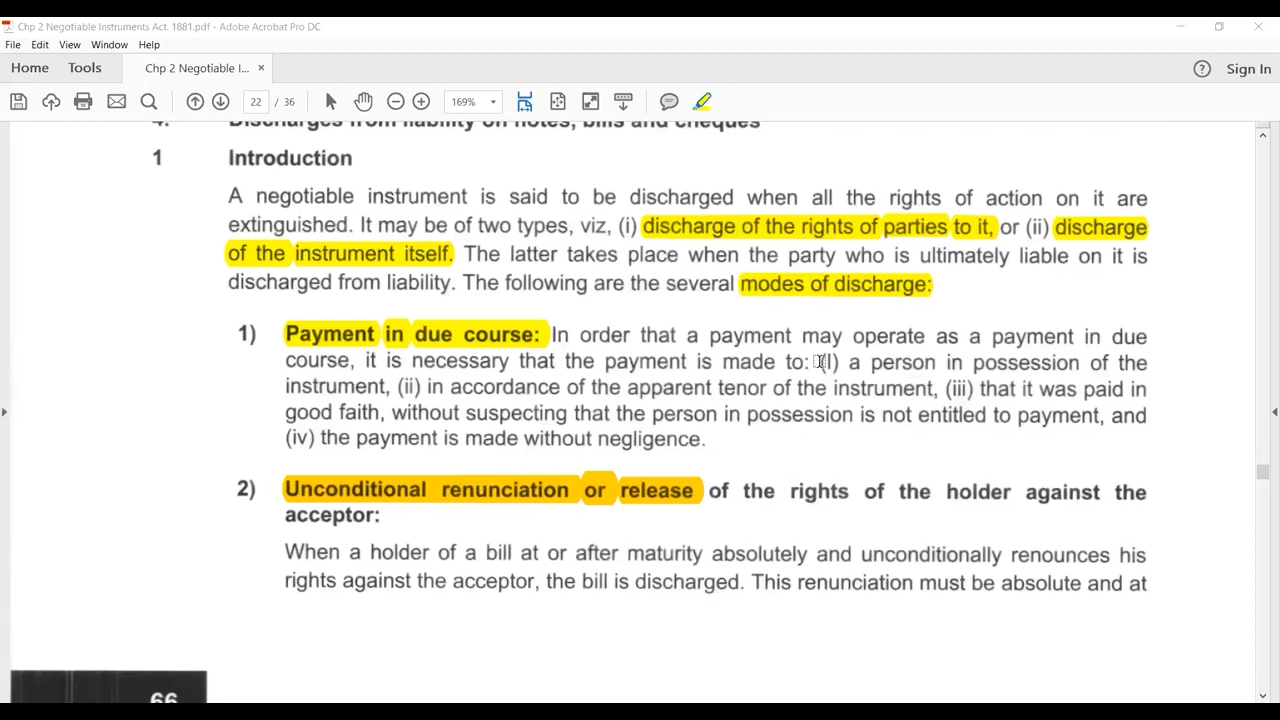 Chp 2 Negotiable Instruments Act, 1881.pdf - Adobe Acrobat Pro DC
File Edit View Window Help
Home Tools Chp 2 Negotiable I... × Sign In
22 / 36 169%
4. Discharges from liability on notes, bills and cheques
1 Introduction
A negotiable instrument is said to be discharged when all the rights of action on it are
extinguished. It may be of two types, viz, (i) discharge of the rights of parties to it, or (ii) discharge
of the instrument itself. The latter takes place when the party who is ultimately liable on it is
discharged from liability. The following are the several modes of discharge:
1) Payment in due course: In order that a payment may operate as a payment in due
course, it is necessary that the payment is made to: (I) a person in possession of the
instrument, (ii) in accordance of the apparent tenor of the instrument, (iii) that it was paid in
good faith, without suspecting that the person in possession is not entitled to payment, and
(iv) the payment is made without negligence.
2) Unconditional renunciation or release of the rights of the holder against the
acceptor:
When a holder of a bill at or after maturity absolutely and unconditionally renounces his
rights against the acceptor, the bill is discharged. This renunciation must be absolute and at
66